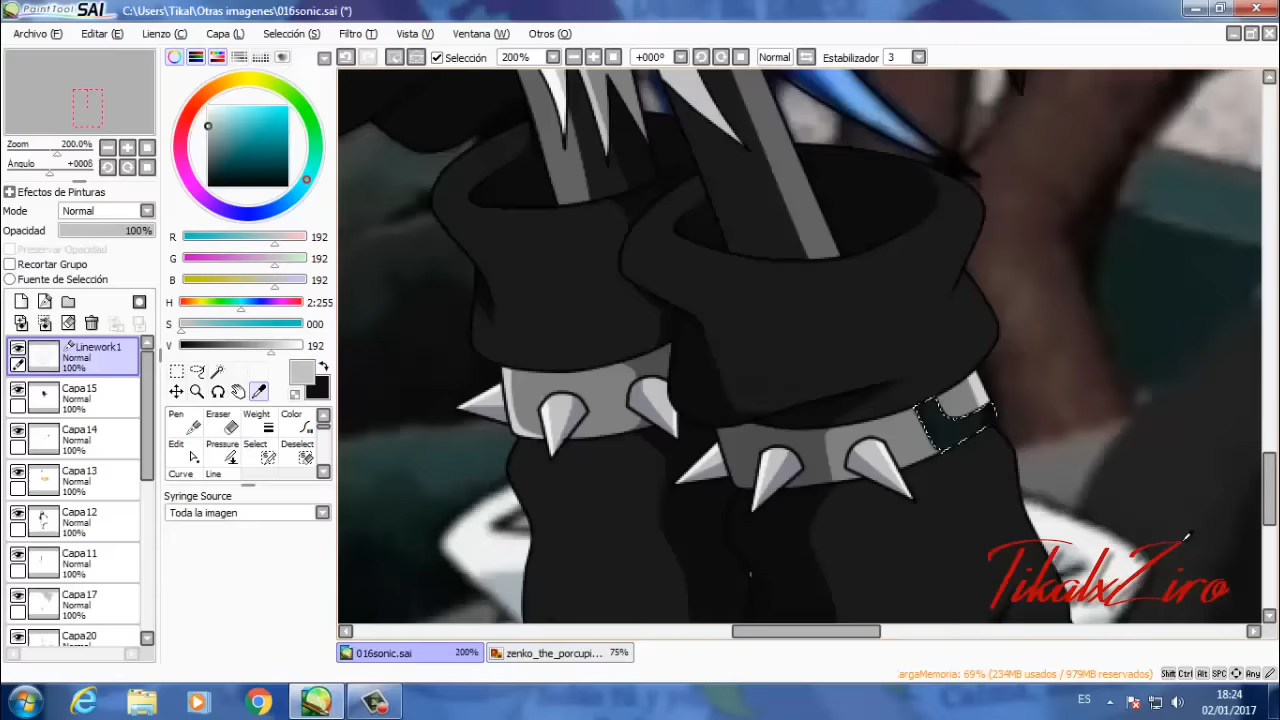 PaintTool SAI C:\Users\Tikal\Otras imagenes\016sonic.sai (*)
Archivo (F) Editar (E) Lienzo (C) Capa (L) Selección (S) Filtro (T) Vista (V) Ventana (W) Otros (O)
Selección 200% +000° Normal Estabilizador 3
Zoom 200.0%
Ángulo +000ß
Efectos de Pinturas
Mode Normal
Opacidad 100%
Preservar Opacedad
Recortar Grupo
Fuente de Selección
Linework1
Normal
100%
Capa15
Normal
100%
Capa14
Normal
100%
Capa13
Normal
100%
Capa12
Normal
100%
Capa11
Normal
100%
Capa17
Normal
100%
Capa20
Normal
R 192
G 192
B 192
H 2:255
S 000
V 192
Pen Eraser Weight Color
Edit Pressure Select Deselect
Curve Line
Syringe Source
Toda la imagen
TikalxZiro
016sonic.sai 200% zenko_the_porcupi... 75%
argaMemoria: 69% (234MB usados / 979MB reservados) Shift Ctrl Alt SPC Any
ES 18:24
02/01/2017